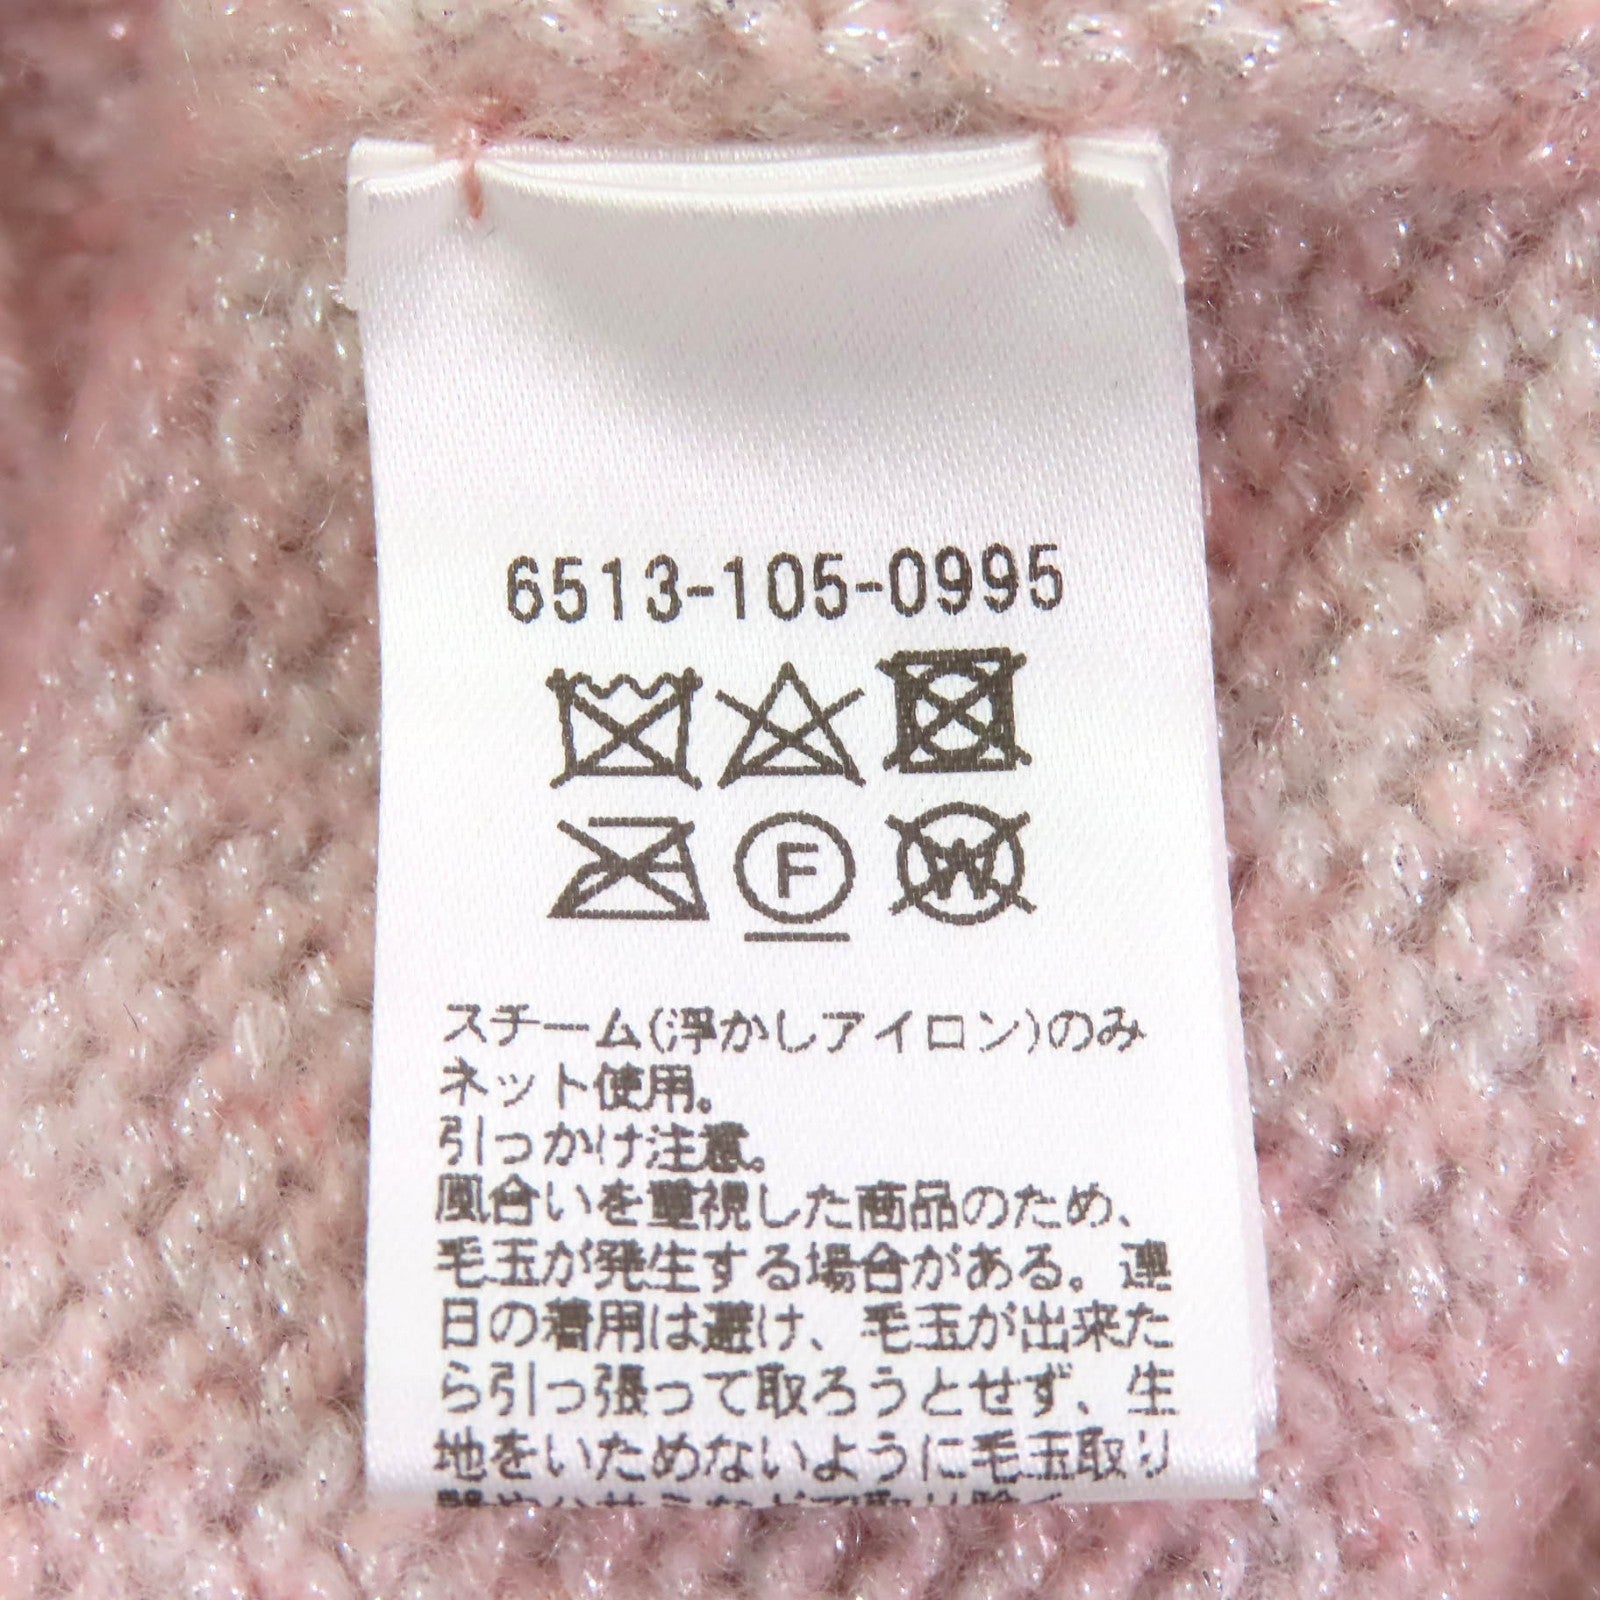 6513-105-0995
F
W
スチーム(浮かしアイロン)のみ
ネット使用。
引っかけ注意。
風合いを重視した商品のため、
毛玉が発生する場合がある。連
日の着用は避け、毛玉が出来た
ら引っ張って取ろうとせず、生
地をいためないように毛玉取り